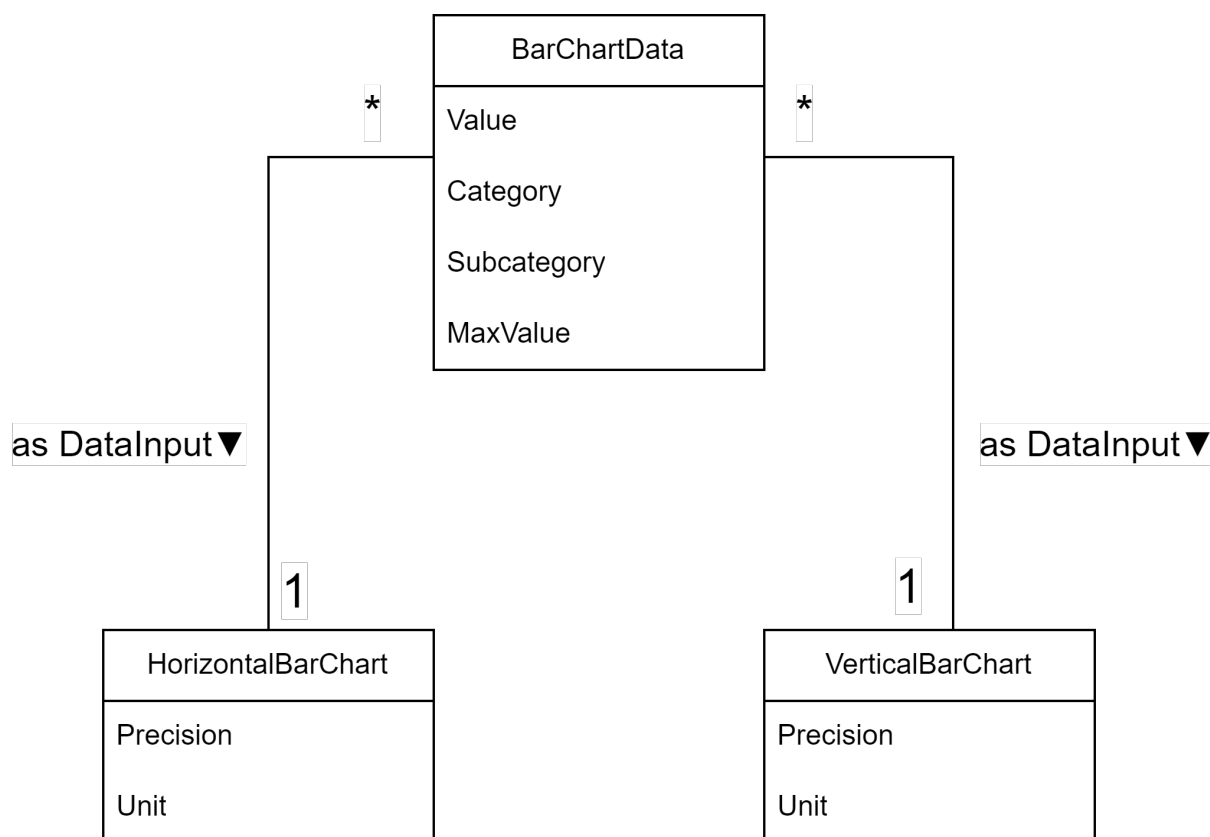 BarChartData
*
*
Value
Category
Subcategory
MaxValue
as DataInput▼
as DataInput▼
1
1
HorizontalBarChart
Precision
Unit
VerticalBarChart
Precision
Unit